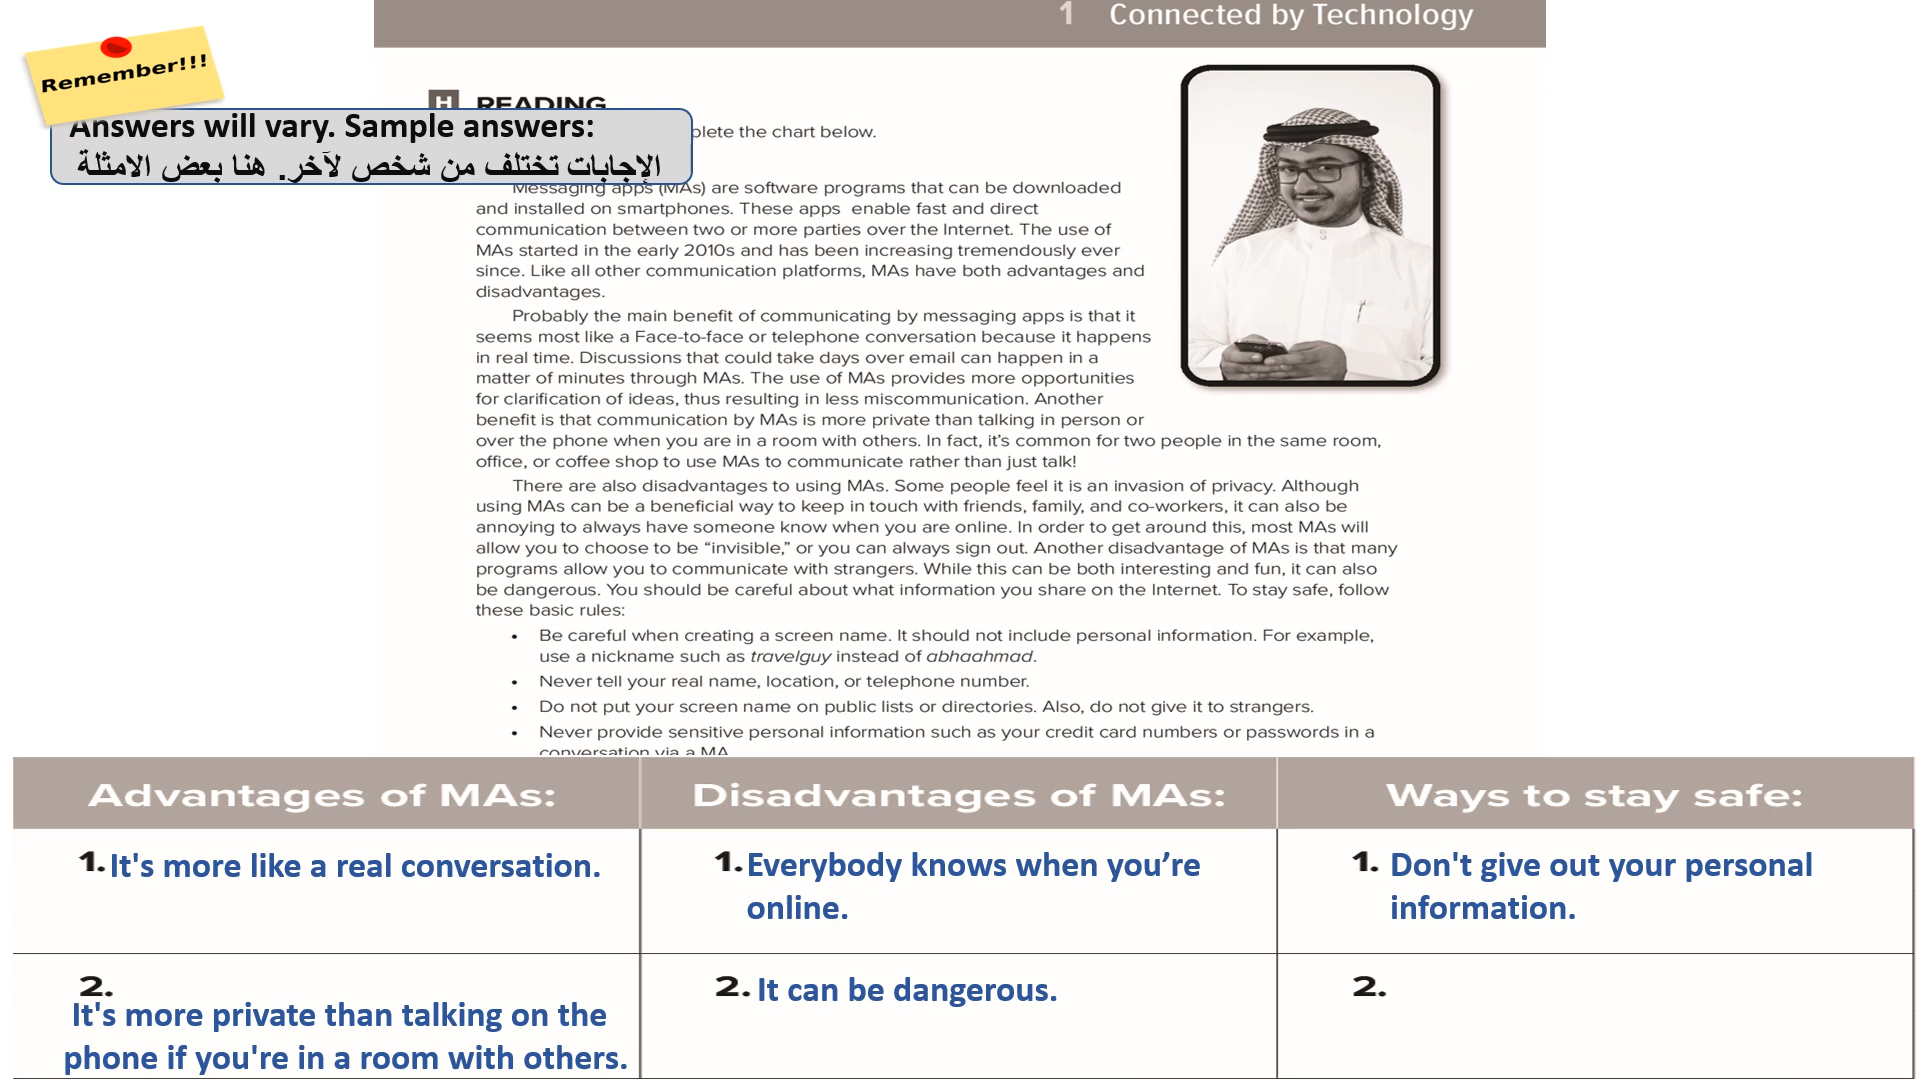 1 Connected by Technology
Remember!!!
H READING
Answers will vary. Sample answers:
الإجابات تختلف من شخص لآخر. هنا بعض الامثلة
the chart below.
Messaging apps (MAs) are software programs that can be downloaded
and installed on smartphones. These apps enable fast and direct
communication between two or more parties over the Internet. The use of
MAs started in the early 2010s and has been increasing tremendously ever
since. Like all other communication platforms, MAs have both advantages and
disadvantages.
Probably the main benefit of communicating by messaging apps is that it
seems most like a Face-to-face or telephone conversation because it happens
in real time. Discussions that could take days over email can happen in a
matter of minutes through MAs. The use of MAs provides more opportunities
for clarification of ideas, thus resulting in less miscommunication. Another
benefit is that communication by MAs is more private than talking in person or
over the phone when you are in a room with others. In fact, it’s common for two people in the same room,
office, or coffee shop to use MAs to communicate rather than just talk!
There are also disadvantages to using MAs. Some people feel it is an invasion of privacy. Although
using MAs can be a beneficial way to keep in touch with friends, family, and co-workers, it can also be
annoying to always have someone know when you are online. In order to get around this, most MAs will
allow you to choose to be “invisible,” or you can always sign out. Another disadvantage of MAs is that many
programs allow you to communicate with strangers. While this can be both interesting and fun, it can also
be dangerous. You should be careful about what information you share on the Internet. To stay safe, follow
these basic rules:
• Be careful when creating a screen name. It should not include personal information. For example,
use a nickname such as travelguy instead of abhaahmad.
• Never tell your real name, location, or telephone number.
• Do not put your screen name on public lists or directories. Also, do not give it to strangers.
• Never provide sensitive personal information such as your credit card numbers or passwords in a
conversation via a MA.
Advantages of MAs:
Disadvantages of MAs:
Ways to stay safe:
1. It's more like a real conversation.
1. Everybody knows when you’re
online.
1. Don't give out your personal
information.
2.
It's more private than talking on the
phone if you're in a room with others.
2. It can be dangerous.
2.